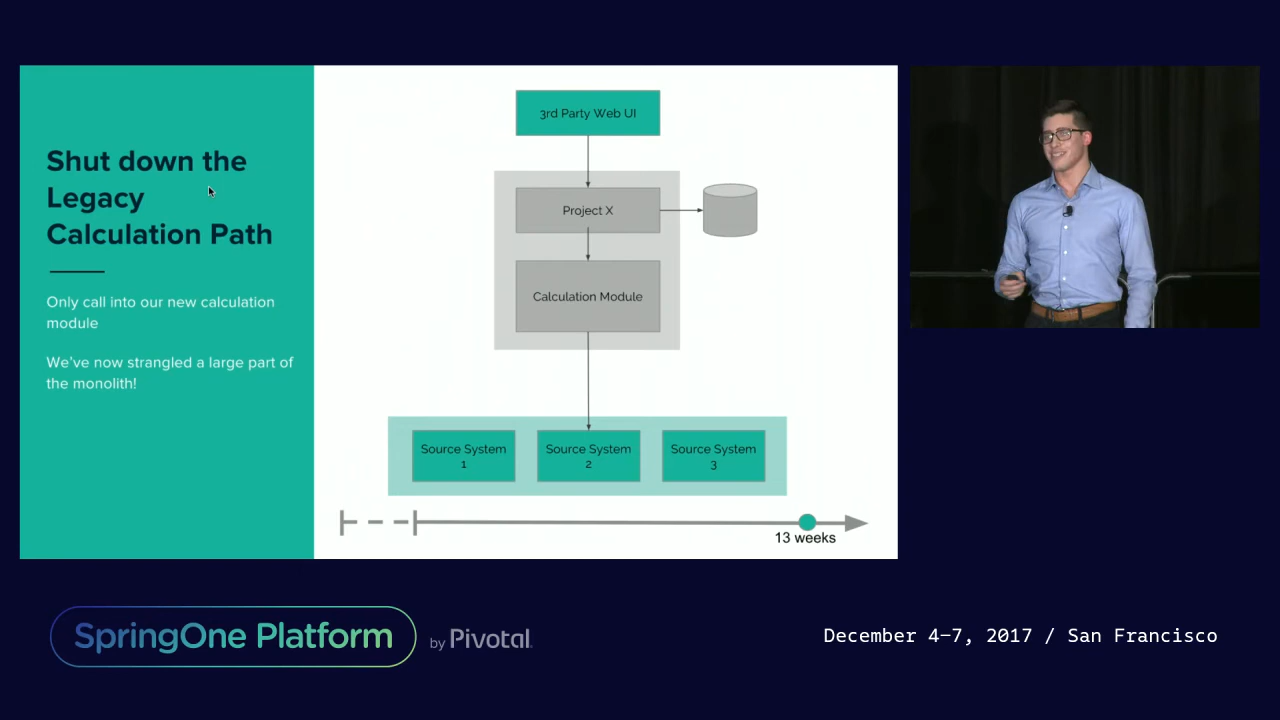 Shut down the
Legacy
Calculation Path
Only call into our new calculation
module
We've now strangled a large part of
the monolith!
3rd Party Web UI
Project X
Calculation Module
Source System
1
Source System
2
Source System
3
13 weeks
SpringOne Platform
by Pivotal.
December 4–7, 2017 / San Francisco